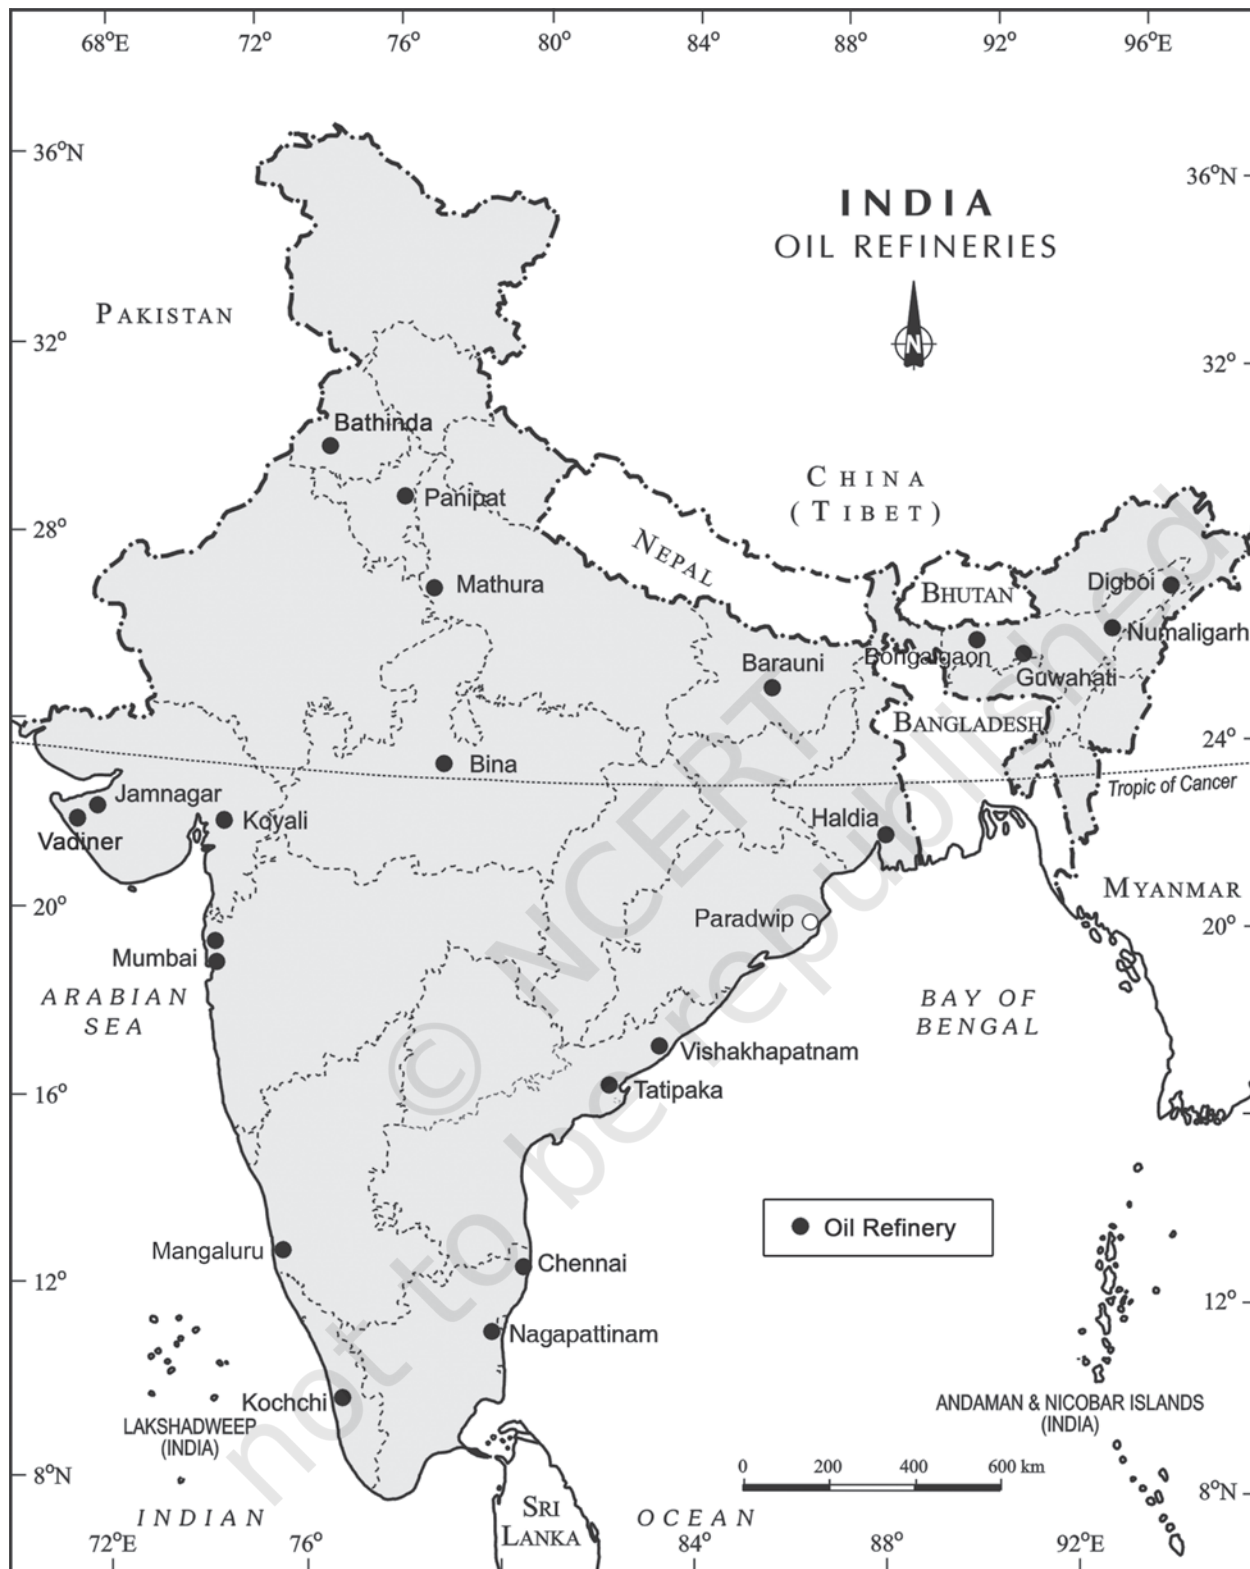 68°E 72° 76° 80° 84° 88° 92° 96°E
36°N
36°N
INDIA
OIL REFINERIES
N
PAKISTAN
32°
32°
Bathinda
CHINA
(TIBET)
Panipat
28°
NEPAL
Mathura
BHUTAN
Digboi
Numaligarh
Bongaigaon
Guwahati
Barauni
BANGLADESH
24°
Bina
Tropic of Cancer
Jamnagar
Koyali
Vadiner
Haldia
MYANMAR
20°
20°
Paradwip
Mumbai
ARABIAN
SEA
BAY OF
BENGAL
Vishakhapatnam
Tatipaka
16°
Oil Refinery
Mangaluru
Chennai
12°
12°
Nagapattinam
Kochchi
LAKSHADWEEP
(INDIA)
ANDAMAN & NICOBAR ISLANDS
(INDIA)
0 200 400 600 km
8°N
8°N
SRI
LANKA
INDIAN OCEAN
72°E 76° 84° 88° 92°E
© NCERT
not to be republished